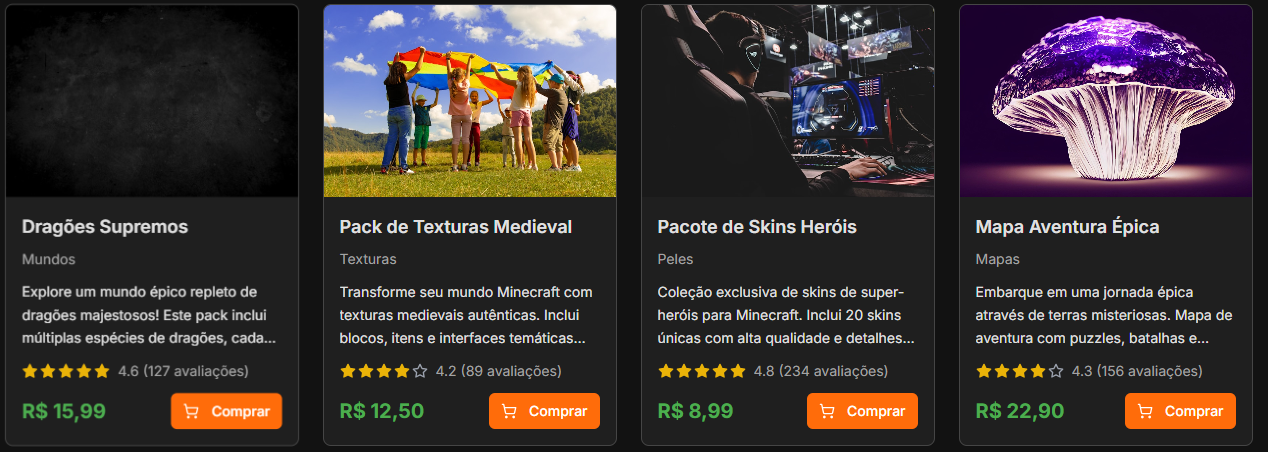 Dragões Supremos
Mundos
Explore um mundo épico repleto de
dragões majestosos! Este pack inclui
múltiplas espécies de dragões, cada...
4.6 (127 avaliações)
R$ 15,99
Comprar
Pack de Texturas Medieval
Texturas
Transforme seu mundo Minecraft com
texturas medievais autênticas. Inclui
blocos, itens e interfaces temáticas...
4.2 (89 avaliações)
R$ 12,50
Comprar
Pacote de Skins Heróis
Peles
Coleção exclusiva de skins de super-
heróis para Minecraft. Inclui 20 skins
únicas com alta qualidade e detalhes...
4.8 (234 avaliações)
R$ 8,99
Comprar
Mapa Aventura Épica
Mapas
Embarque em uma jornada épica
através de terras misteriosas. Mapa de
aventura com puzzles, batalhas e...
4.3 (156 avaliações)
R$ 22,90
Comprar